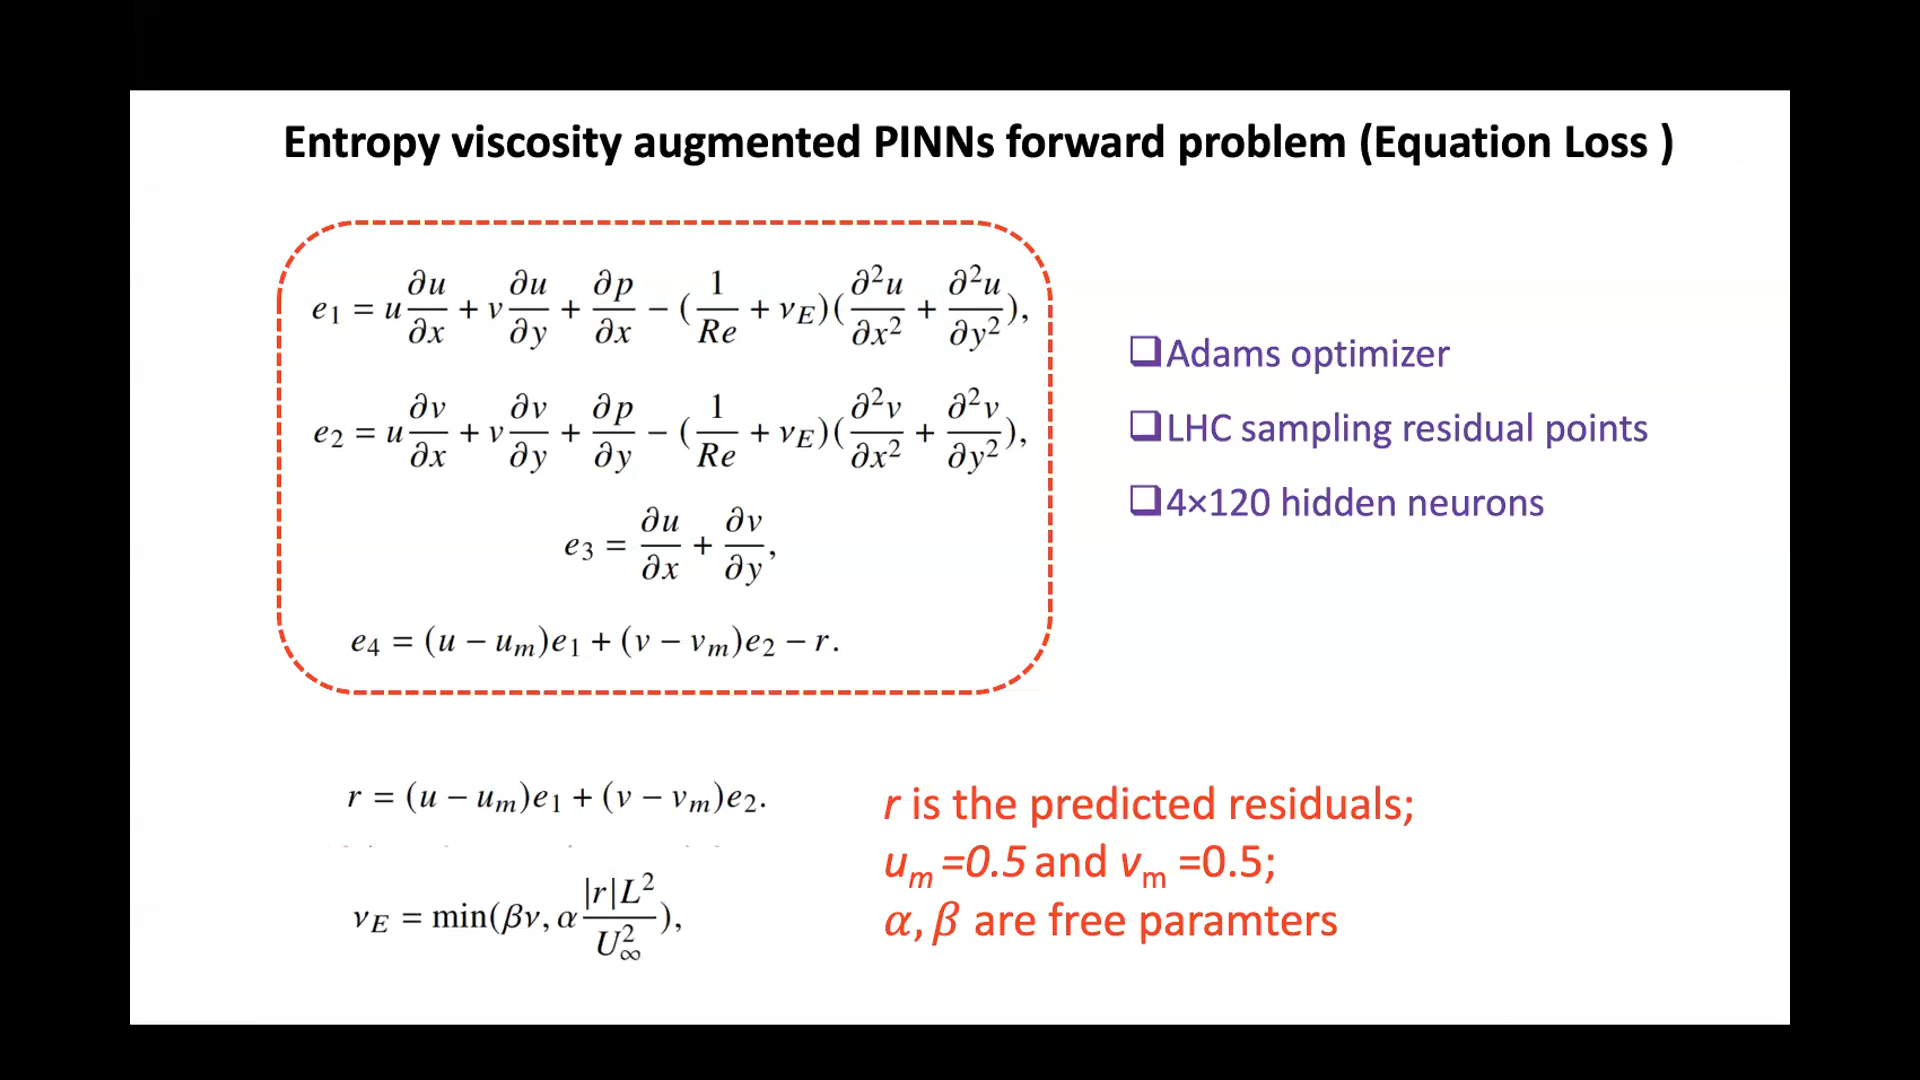 Entropy viscosity augmented PINNs forward problem (Equation Loss )
e₁ = u ∂u/∂x + v ∂u/∂y + ∂p/∂x − (1/Re + ν_E)(∂²u/∂x² + ∂²u/∂y²),
e₂ = u ∂v/∂x + v ∂v/∂y + ∂p/∂y − (1/Re + ν_E)(∂²v/∂x² + ∂²v/∂y²),
e₃ = ∂u/∂x + ∂v/∂y,
e₄ = (u − u_m)e₁ + (v − v_m)e₂ − r.
❑Adams optimizer
❑LHC sampling residual points
❑4×120 hidden neurons
r = (u − u_m)e₁ + (v − v_m)e₂.
ν_E = min(βν, α |r|L²/U²_∞),
r is the predicted residuals;
u_m =0.5 and v_m =0.5;
α, β are free paramters